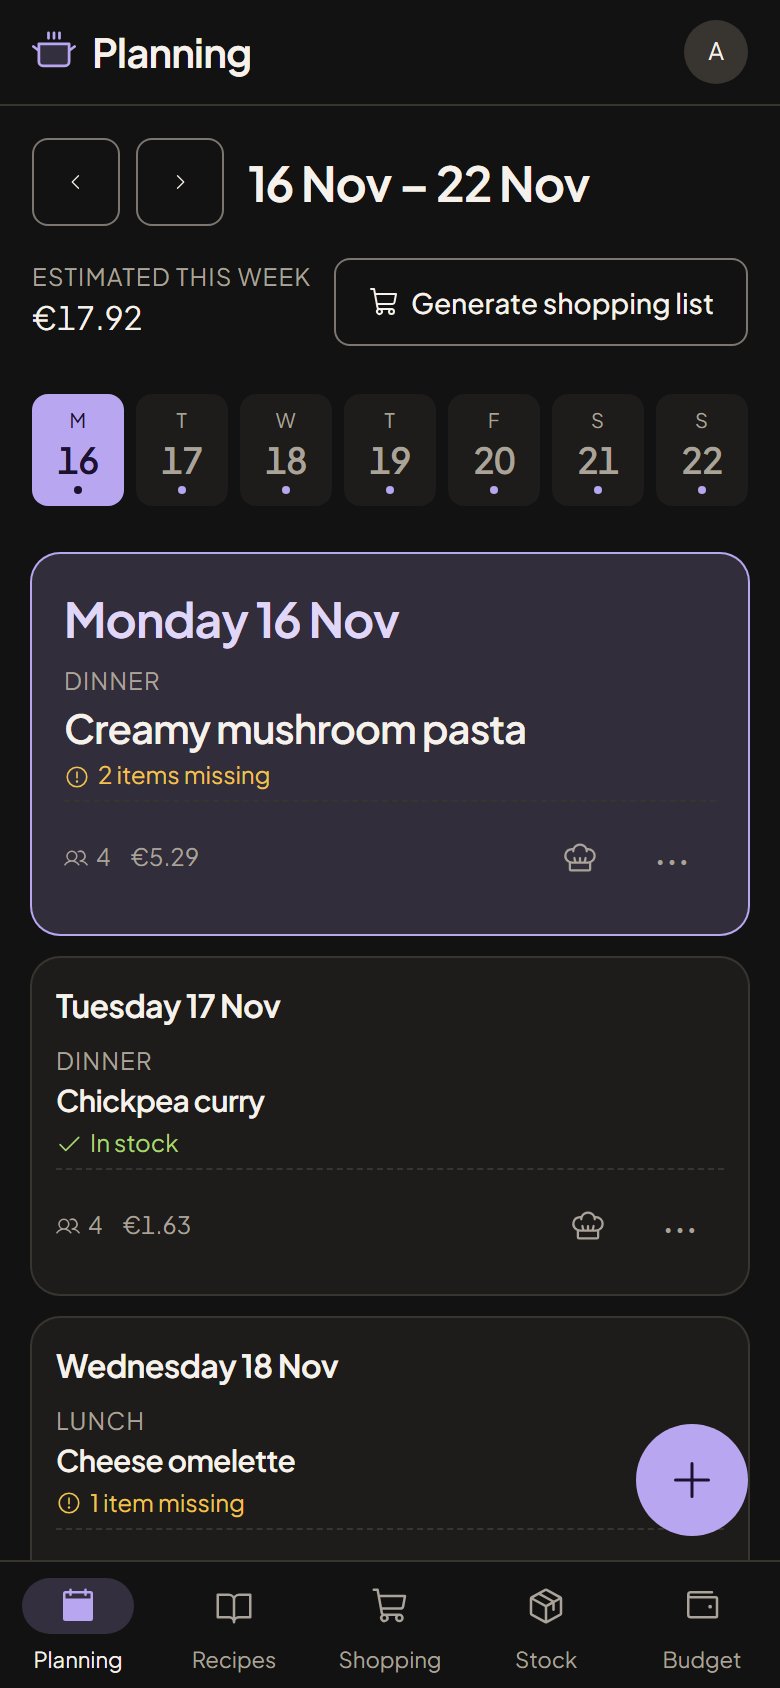 Planning
A
16 Nov – 22 Nov
ESTIMATED THIS WEEK
€17.92
Generate shopping list
M T W T F S S
16 17 18 19 20 21 22
Monday 16 Nov
DINNER
Creamy mushroom pasta
2 items missing
4 €5.29
Tuesday 17 Nov
DINNER
Chickpea curry
In stock
4 €1.63
Wednesday 18 Nov
LUNCH
Cheese omelette
1 item missing
Planning Recipes Shopping Stock Budget